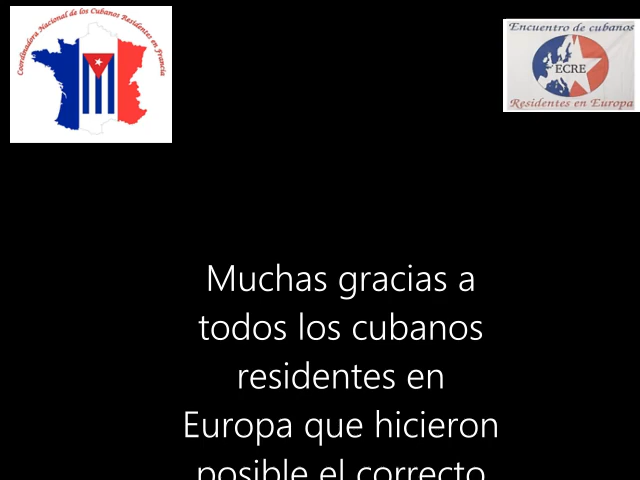 Coordinadora Nacional de los Cubanos Residentes en Francia
Encuentro de cubanos
ECRE
Residentes en Europa
Muchas gracias a
todos los cubanos
residentes en
Europa que hicieron
posible el correcto